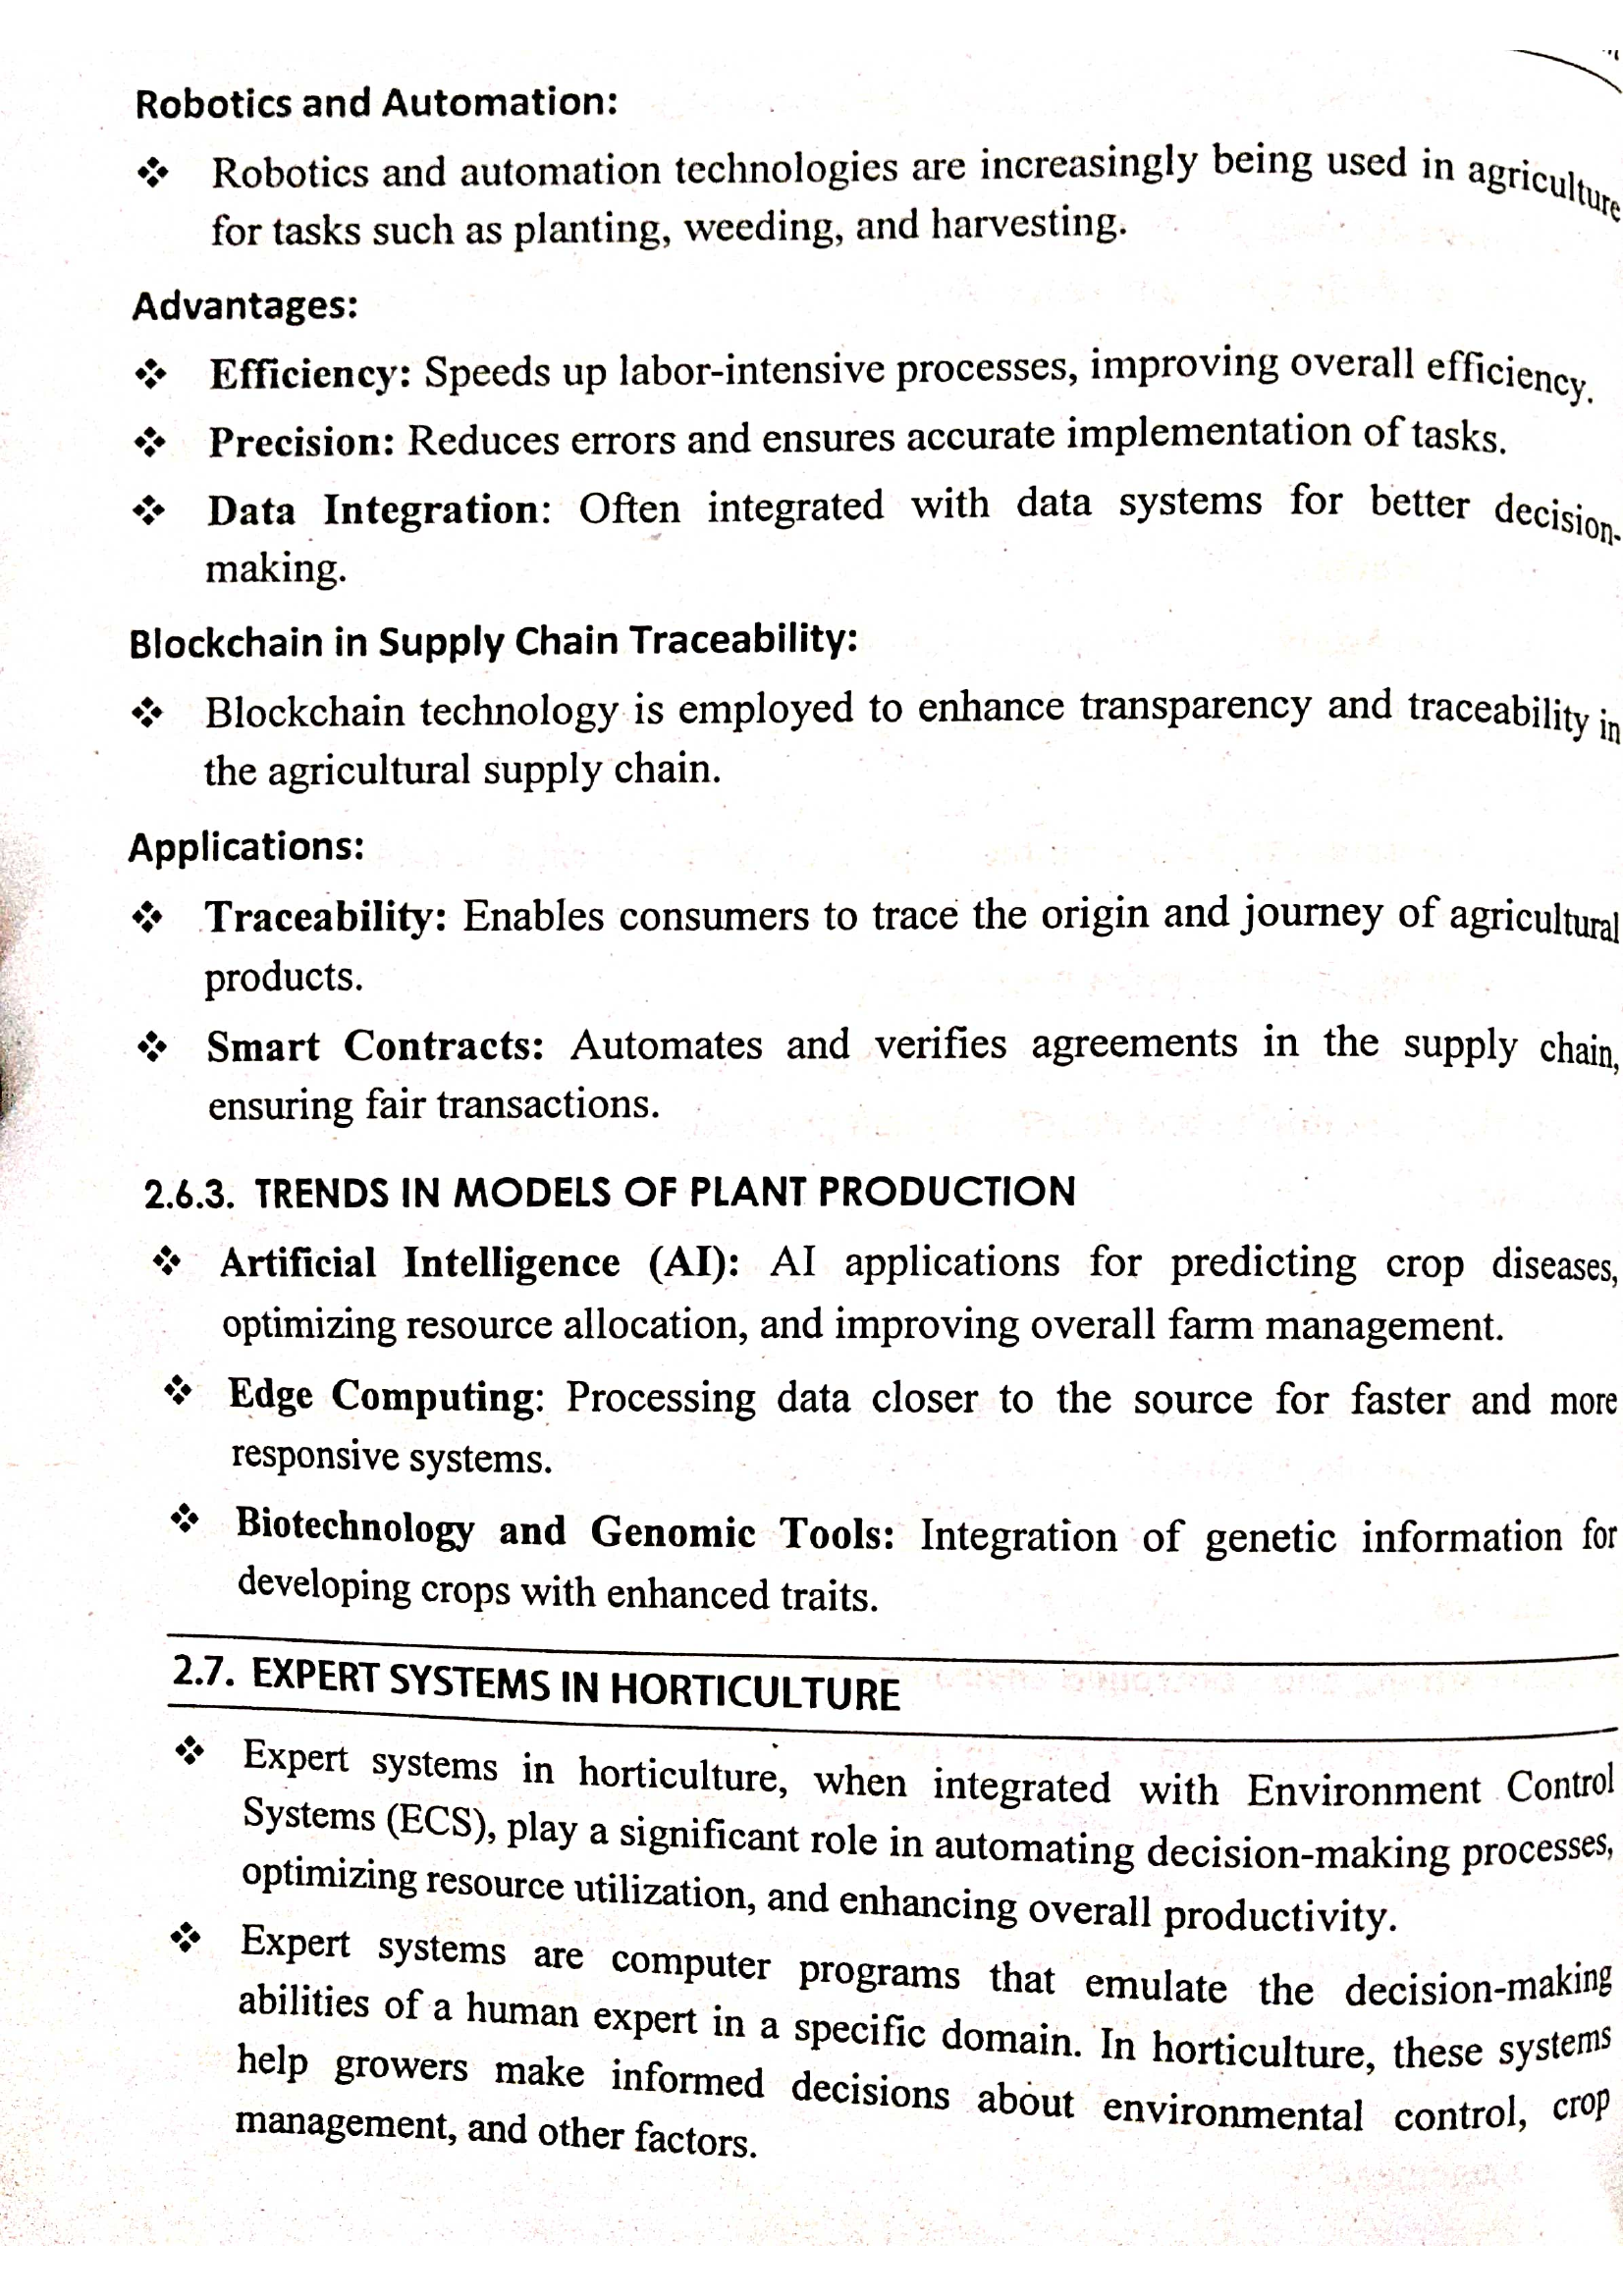 Robotics and Automation:
❖ Robotics and automation technologies are increasingly being used in agriculture
for tasks such as planting, weeding, and harvesting.
Advantages:
❖ Efficiency: Speeds up labor-intensive processes, improving overall efficiency.
❖ Precision: Reduces errors and ensures accurate implementation of tasks.
❖ Data Integration: Often integrated with data systems for better decision-
making.
Blockchain in Supply Chain Traceability:
❖ Blockchain technology is employed to enhance transparency and traceability in
the agricultural supply chain.
Applications:
❖ Traceability: Enables consumers to trace the origin and journey of agricultural
products.
❖ Smart Contracts: Automates and verifies agreements in the supply chain,
ensuring fair transactions.
2.6.3. TRENDS IN MODELS OF PLANT PRODUCTION
❖ Artificial Intelligence (AI): AI applications for predicting crop diseases,
optimizing resource allocation, and improving overall farm management.
❖ Edge Computing: Processing data closer to the source for faster and more
responsive systems.
❖ Biotechnology and Genomic Tools: Integration of genetic information for
developing crops with enhanced traits.
2.7. EXPERT SYSTEMS IN HORTICULTURE
❖ Expert systems in horticulture, when integrated with Environment Control
Systems (ECS), play a significant role in automating decision-making processes,
optimizing resource utilization, and enhancing overall productivity.
❖ Expert systems are computer programs that emulate the decision-making
abilities of a human expert in a specific domain. In horticulture, these systems
help growers make informed decisions about environmental control, crop
management, and other factors.